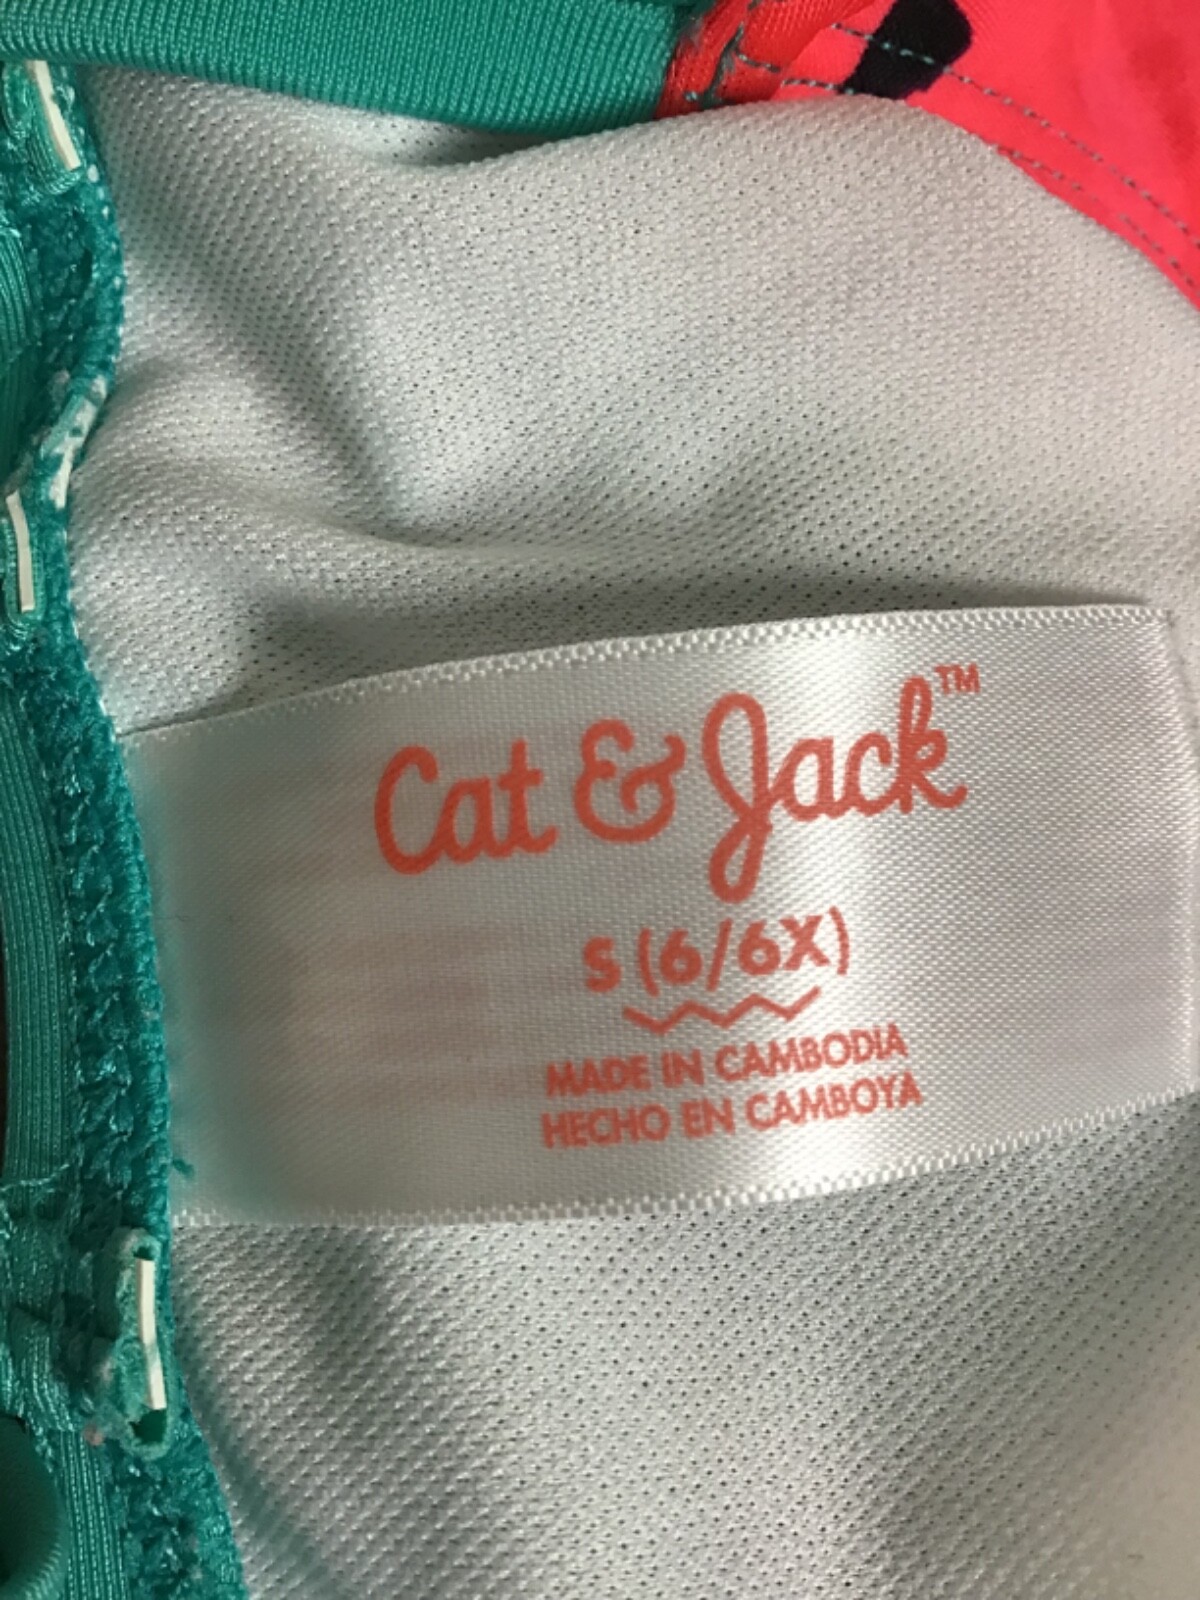 Cat & Jack™
S (6/6X)
MADE IN CAMBODIA
HECHO EN CAMBOYA